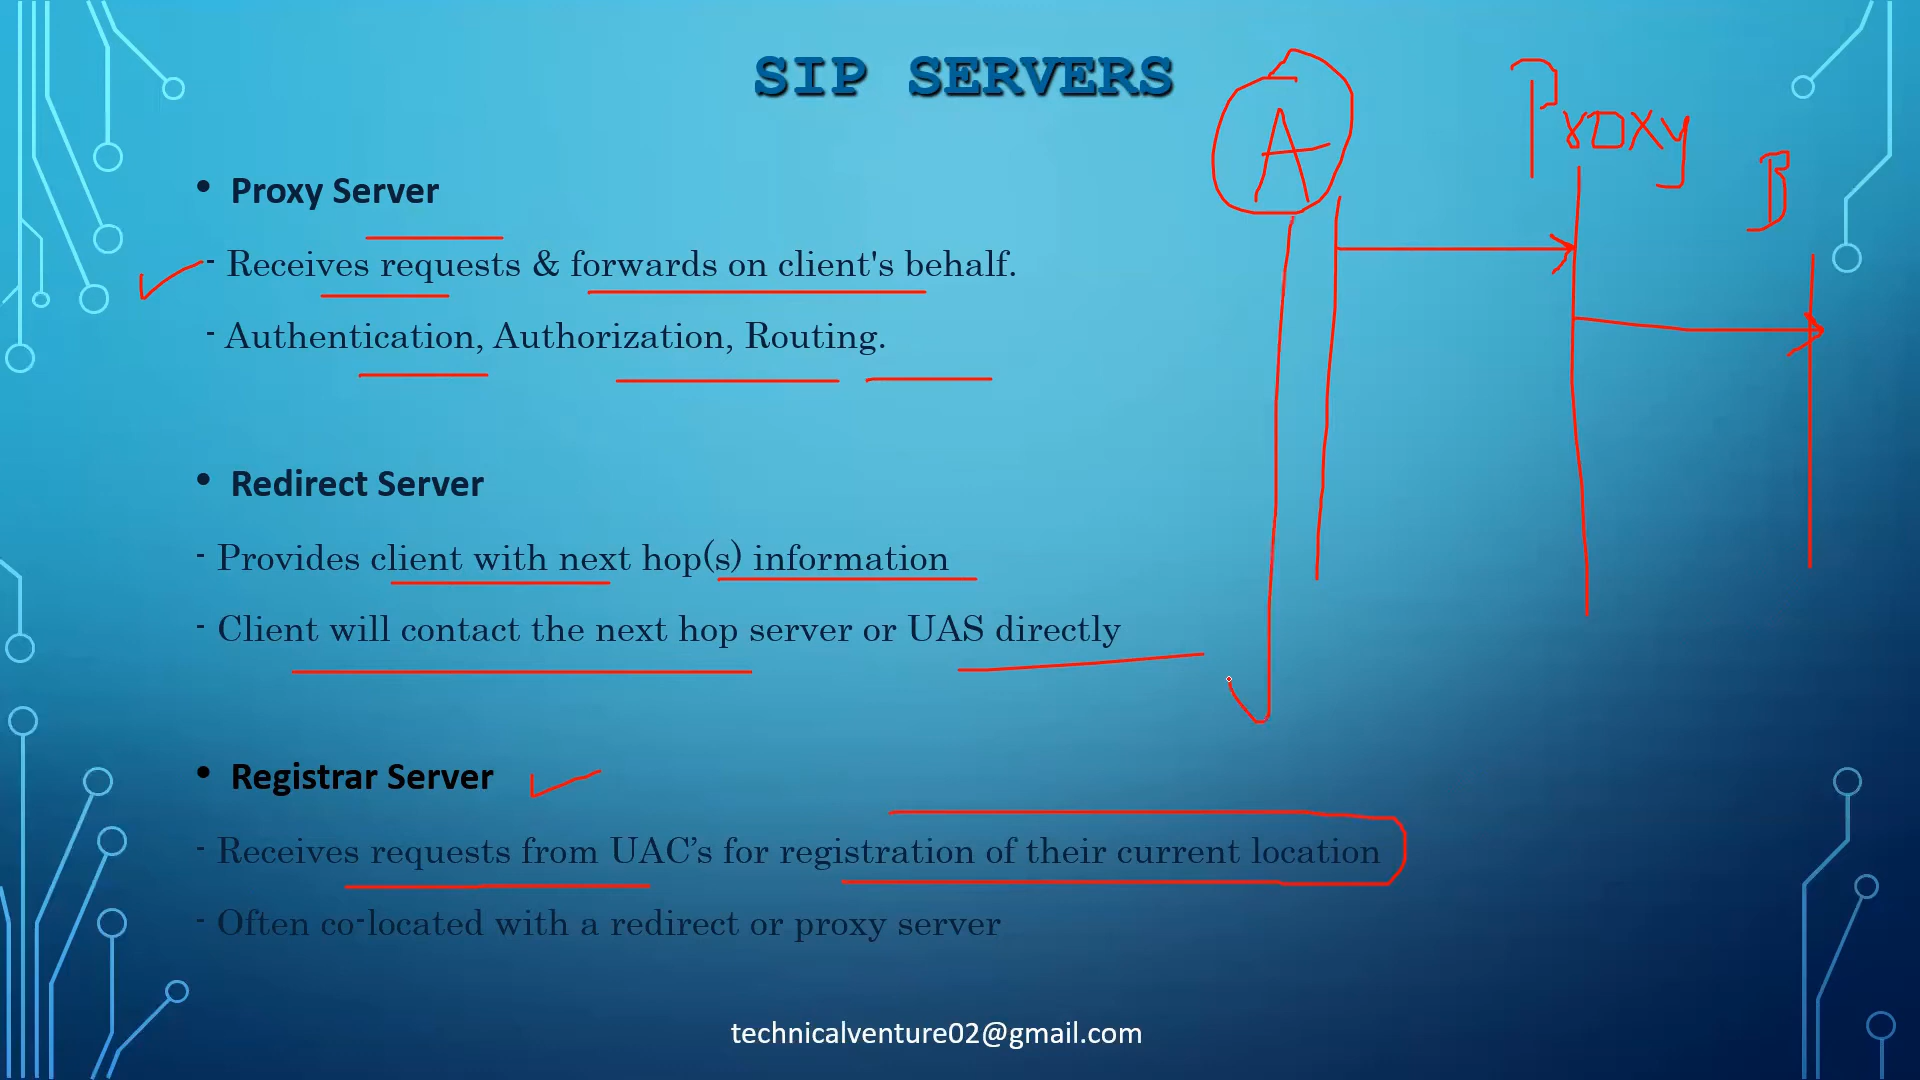 SIP SERVERS
A
Proxy
B
• Proxy Server
- Receives requests & forwards on client's behalf.
- Authentication, Authorization, Routing.
• Redirect Server
- Provides client with next hop(s) information
- Client will contact the next hop server or UAS directly
• Registrar Server
- Receives requests from UAC’s for registration of their current location
- Often co-located with a redirect or proxy server
technicalventure02@gmail.com